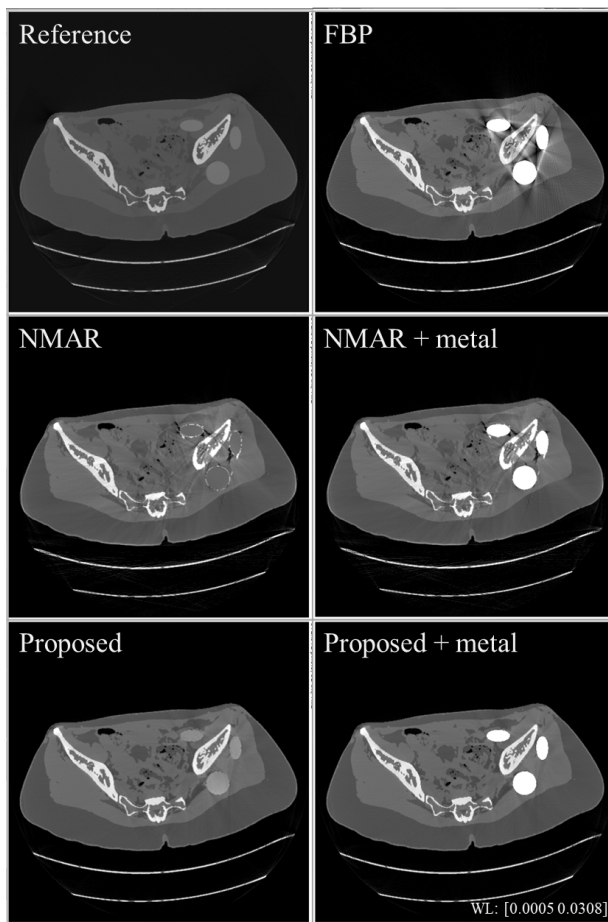 Reference
FBP
NMAR
NMAR + metal
Proposed
Proposed + metal
WL: [0.0005 0.0308]